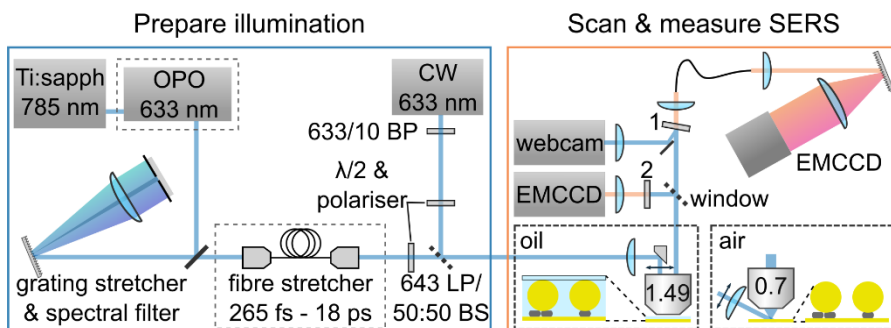 Prepare illumination
Scan & measure SERS
Ti:sapph
785 nm
OPO
633 nm
CW
633 nm
633/10 BP
λ/2 &
polariser
grating stretcher
& spectral filter
fibre stretcher
265 fs - 18 ps
643 LP/
50:50 BS
1
webcam
2
EMCCD
window
EMCCD
oil
1.49
air
0.7